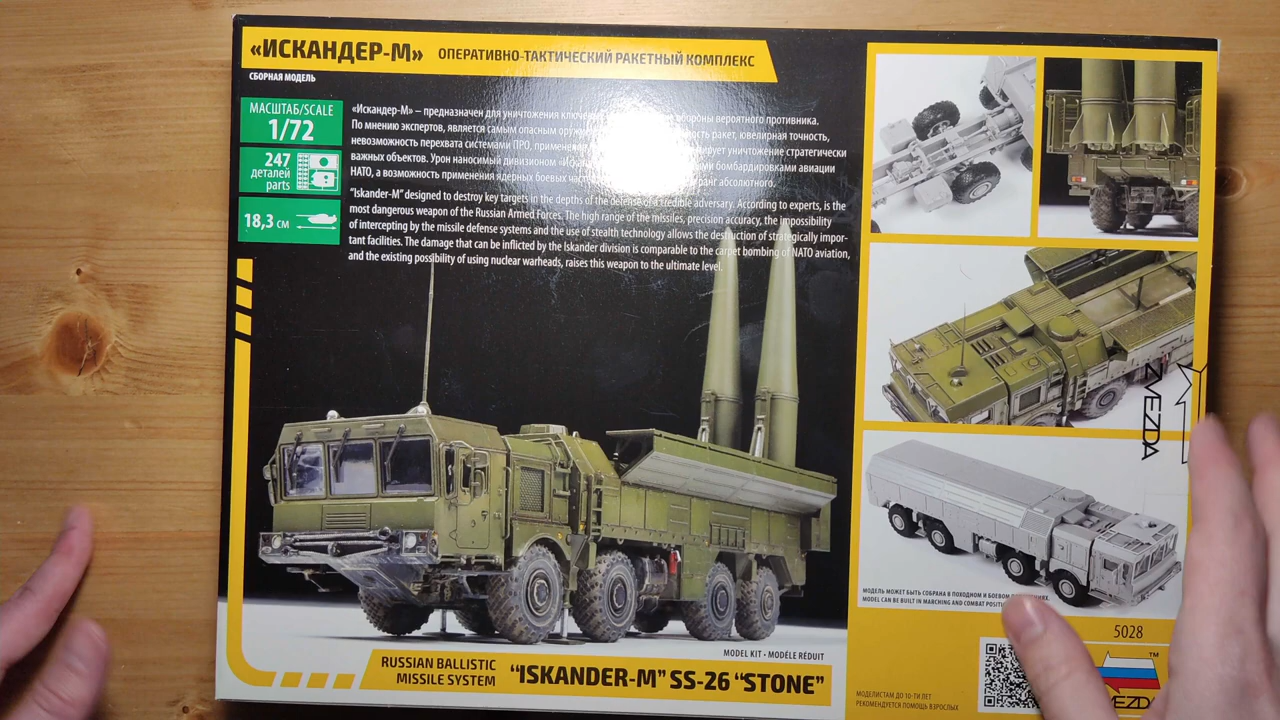 «ИСКАНДЕР-М» ОПЕРАТИВНО-ТАКТИЧЕСКИЙ РАКЕТНЫЙ КОМПЛЕКС
СБОРНАЯ МОДЕЛЬ
МАСШТАБ/SCALE
1/72
247
деталей
parts
18,3 СМ
«Искандер-М» – предназначен для уничтожения ключевых обороны вероятного противника.
По мнению экспертов, является самым опасным ракет, ювелирная точность,
невозможность перехвата системами ПРО, уничтожение стратегически
важных объектов. Урон наносимый дивизионом бомбардировками авиации
НАТО, а возможность применения ядерных боевых ранг абсолютного.
"Iskander-M" designed to destroy key targets in the depths of the defense of a credible adversary. According to experts, is the
most dangerous weapon of the Russian Armed Forces. The high range of the missiles, precision accuracy, the impossibility
of intercepting by the missile defense systems and the use of stealth technology allows the destruction of strategically impor-
tant facilities. The damage that can be inflicted by the Iskander division is comparable to the carpet bombing of NATO aviation,
and the existing possibility of using nuclear warheads, raises this weapon to the ultimate level.
ZVEZDA
МОДЕЛЬ МОЖЕТ БЫТЬ СОБРАНА В ПОХОДНОМ И БОЕВОМ
MODEL CAN BE BUILT IN MARCHING AND COMBAT
MODEL KIT • MODÈLE RÉDUIT
RUSSIAN BALLISTIC
MISSILE SYSTEM
"ISKANDER-M" SS-26 "STONE"
5028
TM
МОДЕЛИСТАМ ДО 10-ТИ ЛЕТ
РЕКОМЕНДУЕТСЯ ПОМОЩЬ ВЗРОСЛЫХ